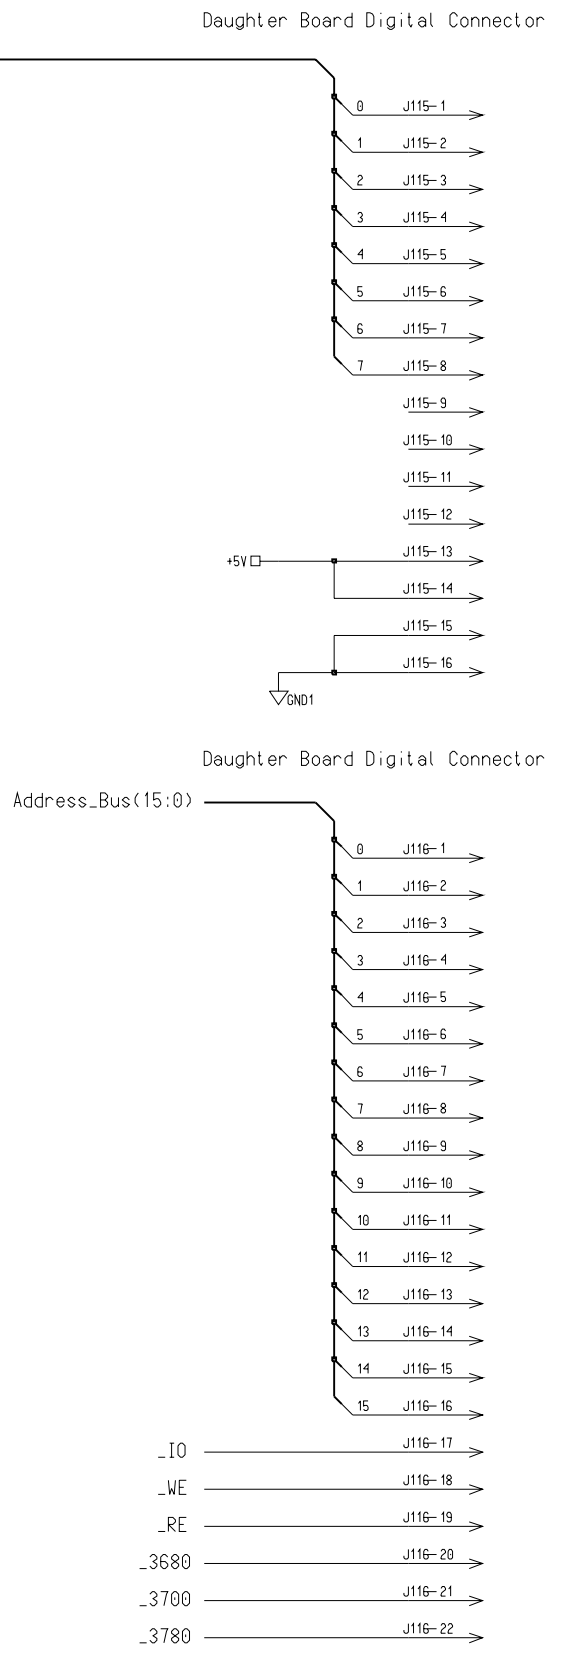 Daughter Board Digital Connector
0 J115-1
1 J115-2
2 J115-3
3 J115-4
4 J115-5
5 J115-6
6 J115-7
7 J115-8
J115-9
J115-10
J115-11
J115-12
+5V J115-13
J115-14
J115-15
J115-16
GND1
Daughter Board Digital Connector
Address_Bus(15:0)
0 J116-1
1 J116-2
2 J116-3
3 J116-4
4 J116-5
5 J116-6
6 J116-7
7 J116-8
8 J116-9
9 J116-10
10 J116-11
11 J116-12
12 J116-13
13 J116-14
14 J116-15
15 J116-16
_IO J116-17
_WE J116-18
_RE J116-19
_3680 J116-20
_3700 J116-21
_3780 J116-22